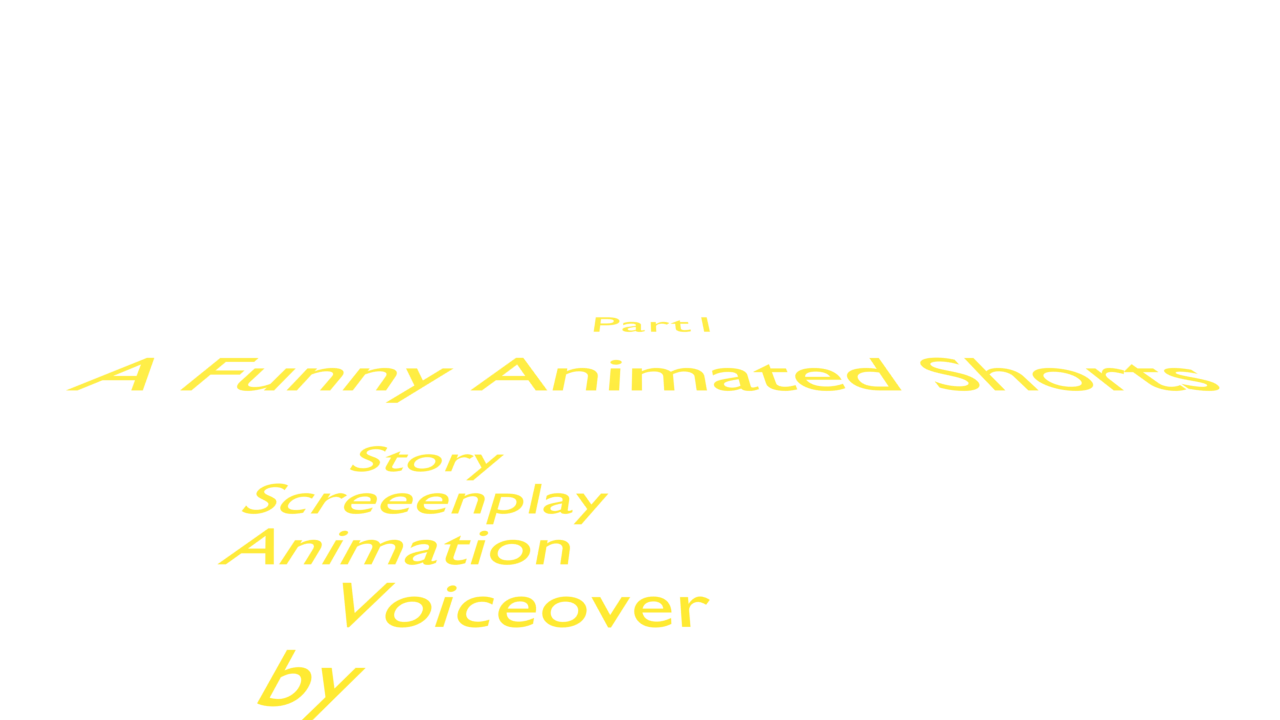 Part I
A Funny Animated Shorts
Story
Screeenplay
Animation
Voiceover
by